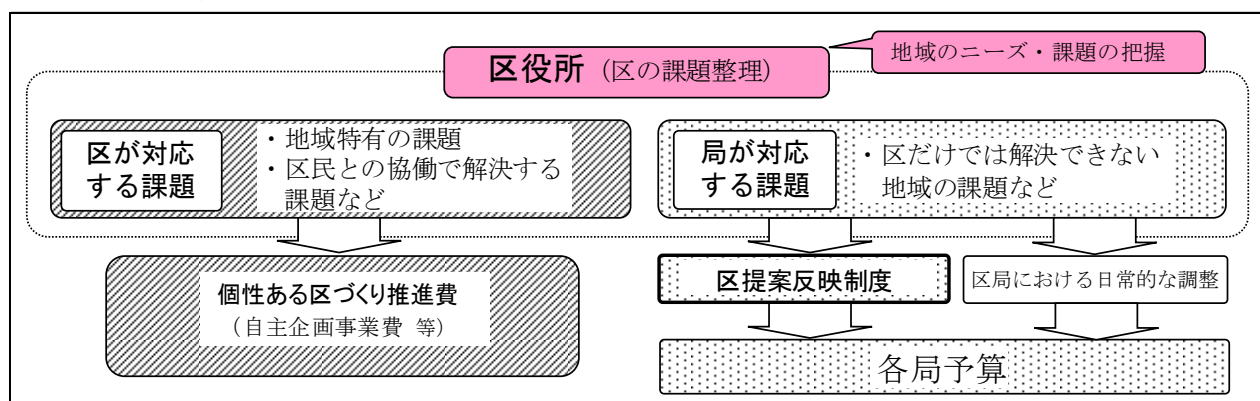 地域のニーズ・課題の把握
区役所（区の課題整理）
区が対応
する課題
・地域特有の課題
・区民との協働で解決する
課題など
局が対応
する課題
・区だけでは解決できない
地域の課題など
個性ある区づくり推進費
（自主企画事業費 等）
区提案反映制度
区局における日常的な調整
各局予算